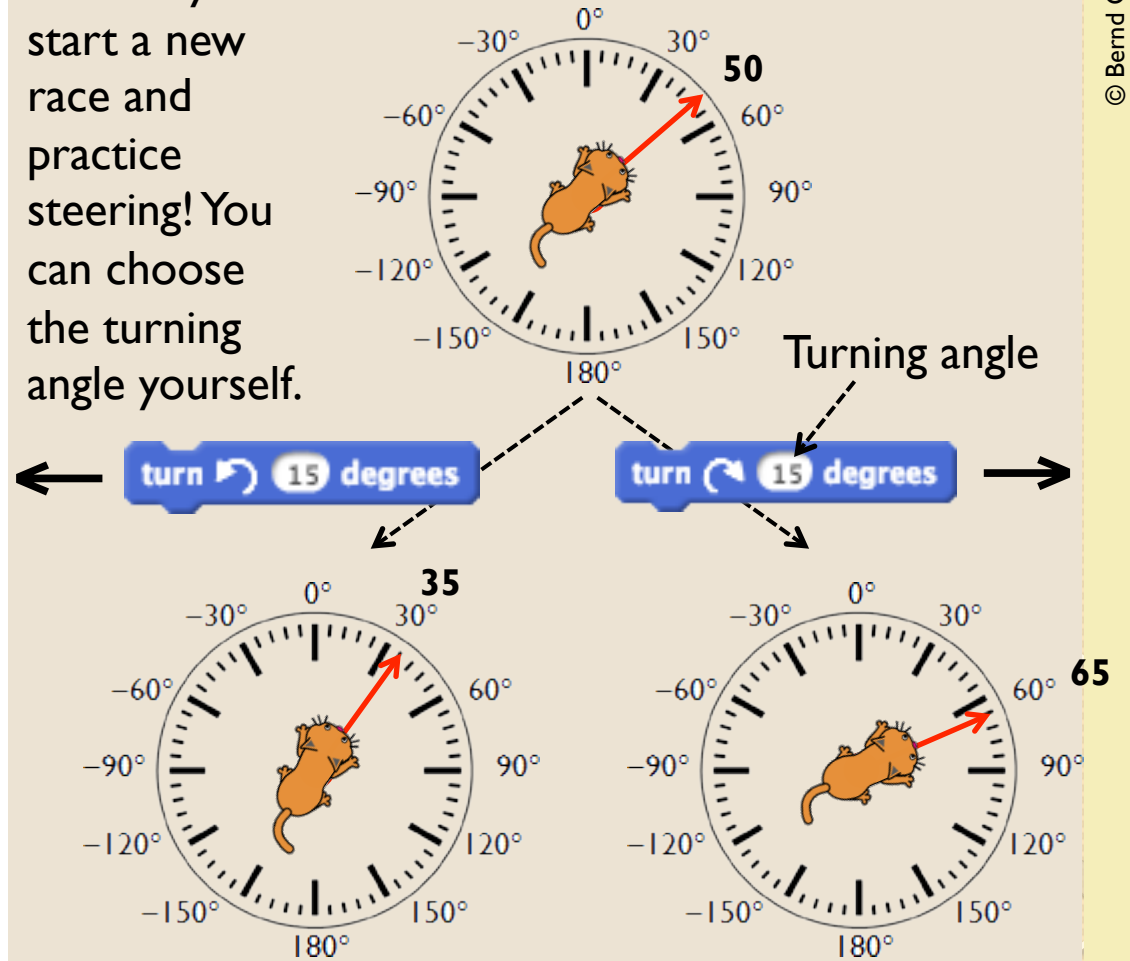 start a new
race and
practice
steering! You
can choose
the turning
angle yourself.
© Bernd
0°
−30° 30°
50
−60° 60°
−90° 90°
−120° 120°
−150° 150°
180°
Turning angle
turn 15 degrees
turn 15 degrees
35
0°
−30° 30°
−60° 60°
−90° 90°
−120° 120°
−150° 150°
180°
0°
−30° 30°
−60° 60° 65
−90° 90°
−120° 120°
−150° 150°
180°